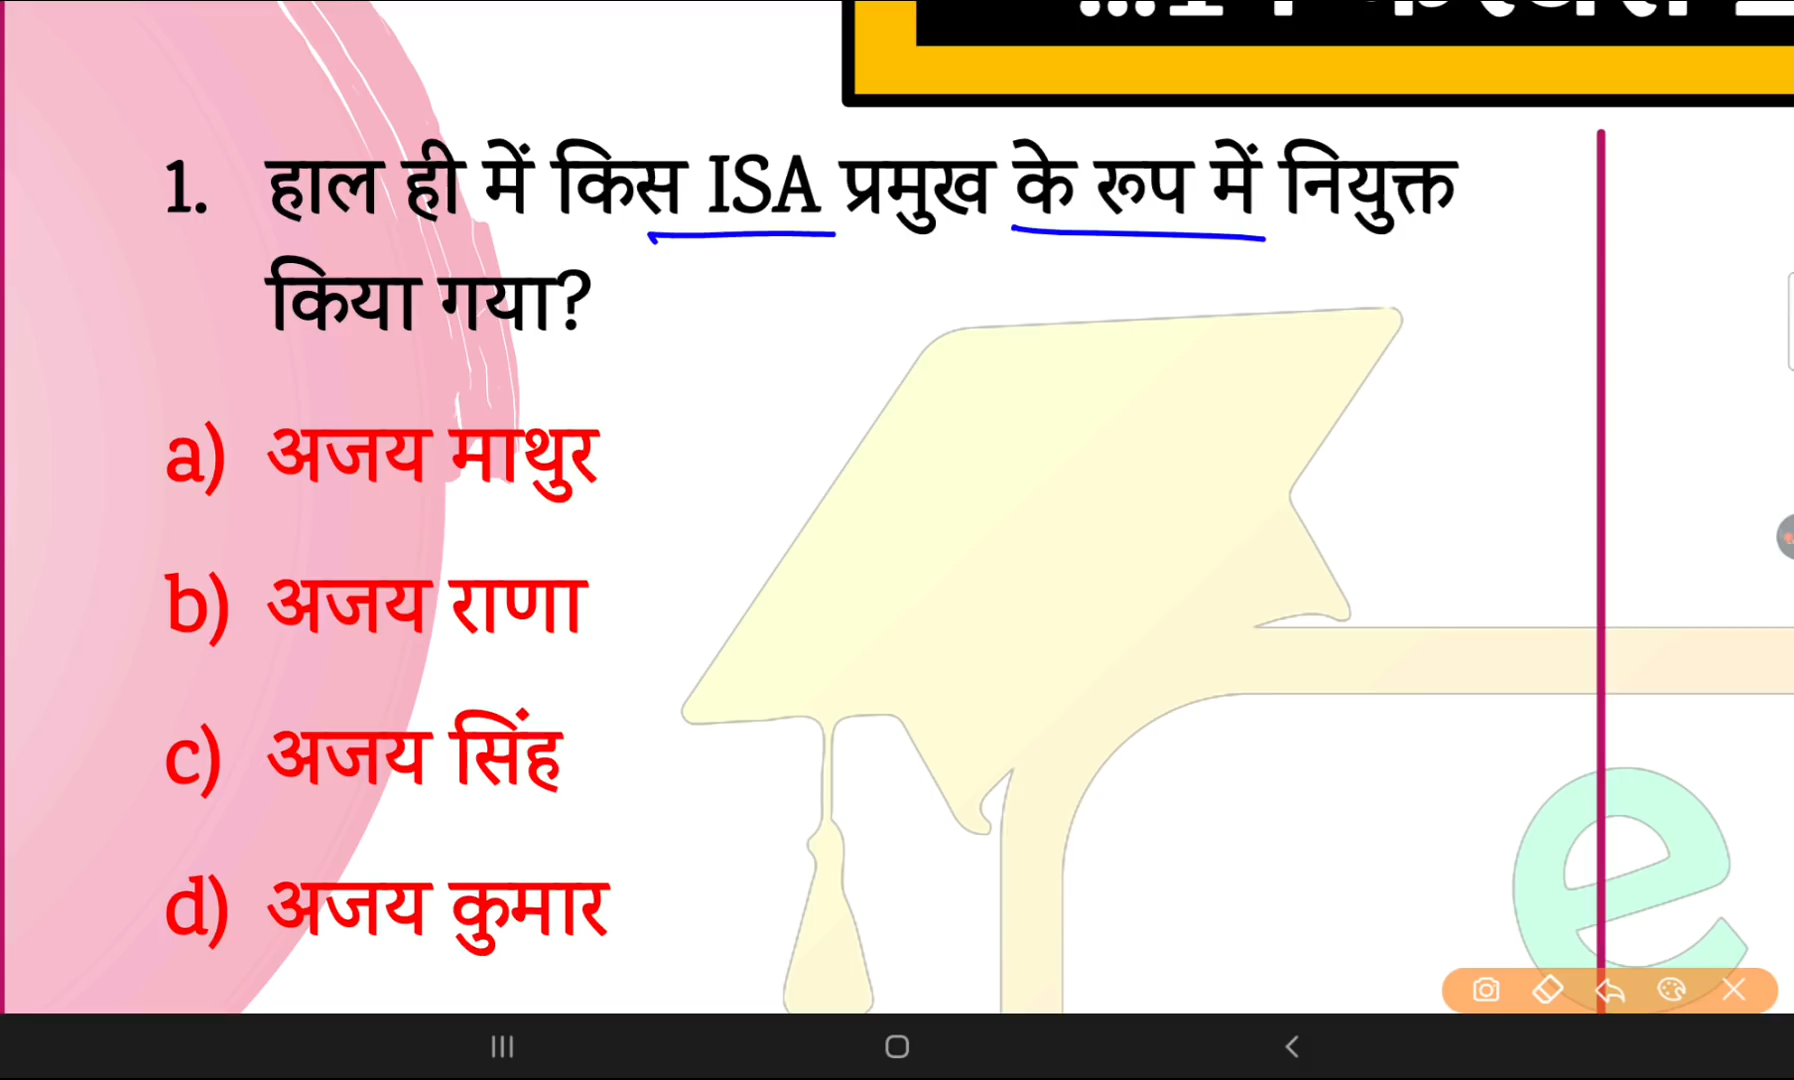 1. हाल ही में किस ISA प्रमुख के रूप में नियुक्त
किया गया?
a) अजय माथुर
b) अजय राणा
c) अजय सिंह
d) अजय कुमार
e